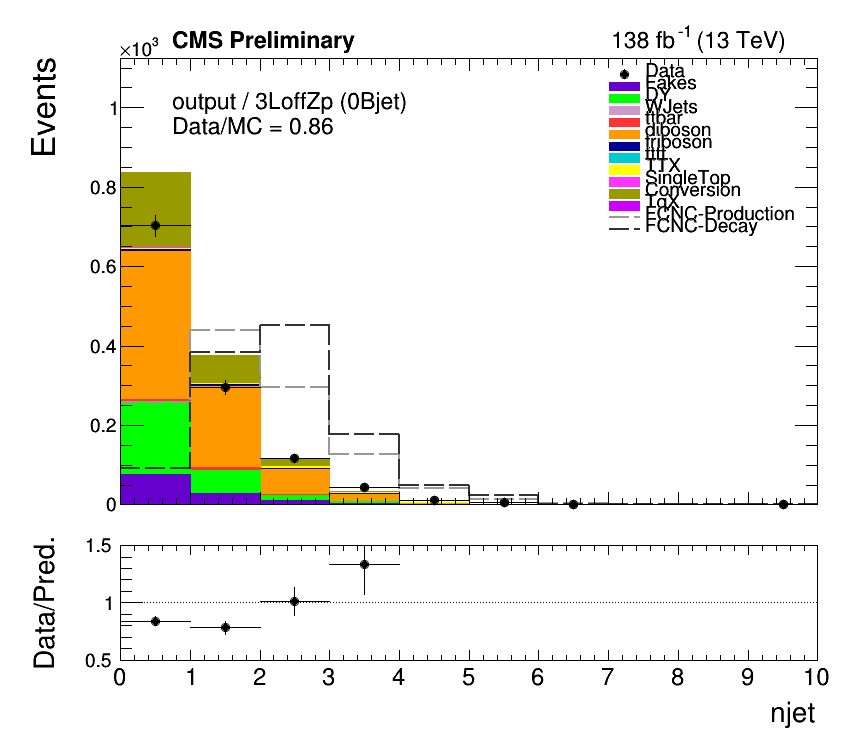 ×10³ CMS Preliminary 138 fb⁻¹ (13 TeV)
Events
output / 3LoffZp (0Bjet)
Data/MC = 0.86
Data
Fakes
DY
WJets
ttbar
diboson
triboson
tttt
TTX
SingleTop
Conversion
TqX
FCNC-Production
FCNC-Decay
1
0.8
0.6
0.4
0.2
0
Data/Pred.
1.5
1
0.5
0 1 2 3 4 5 6 7 8 9 10
njet